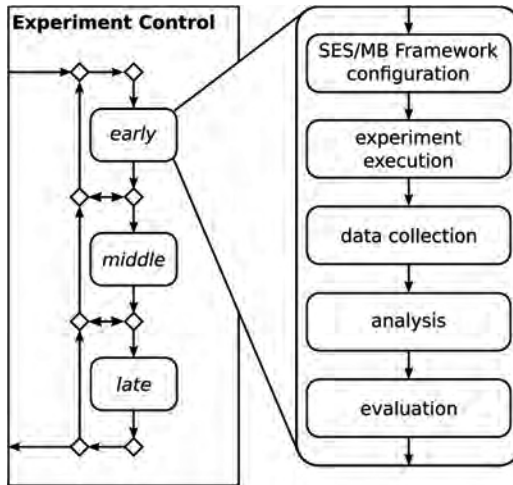 Experiment Control
early
middle
late
SES/MB Framework
configuration
experiment
execution
data collection
analysis
evaluation